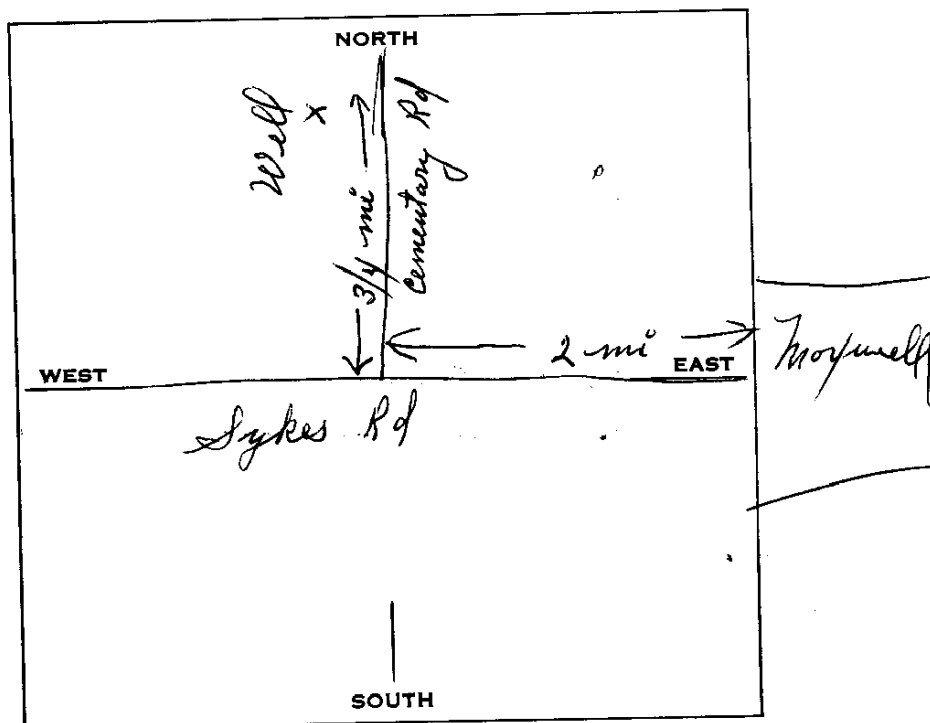 NORTH
Well x
3/4 mi
Cementary Rd
2 mi
WEST
EAST
Sykes Rd
SOUTH